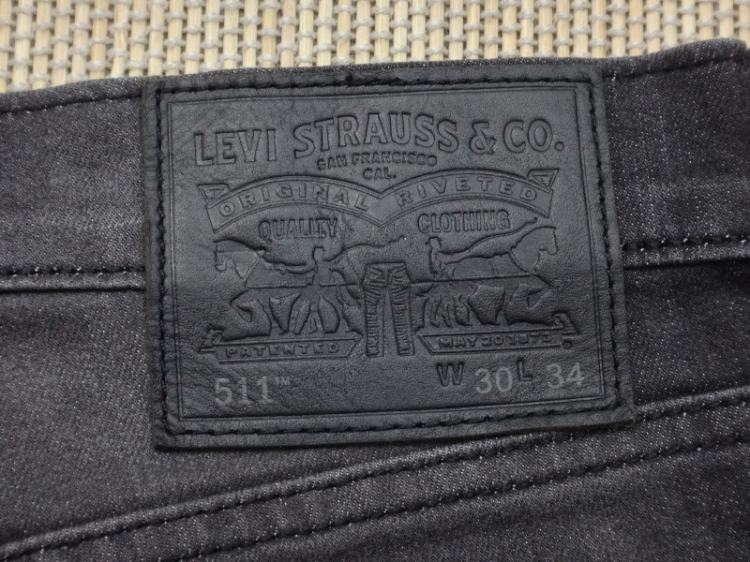 LEVI STRAUSS & CO.
SAN FRANCISCO
CAL.
ORIGINAL RIVETED
QUALITY CLOTHING
PATENTED MAY 20 1873
511™ W 30 L 34